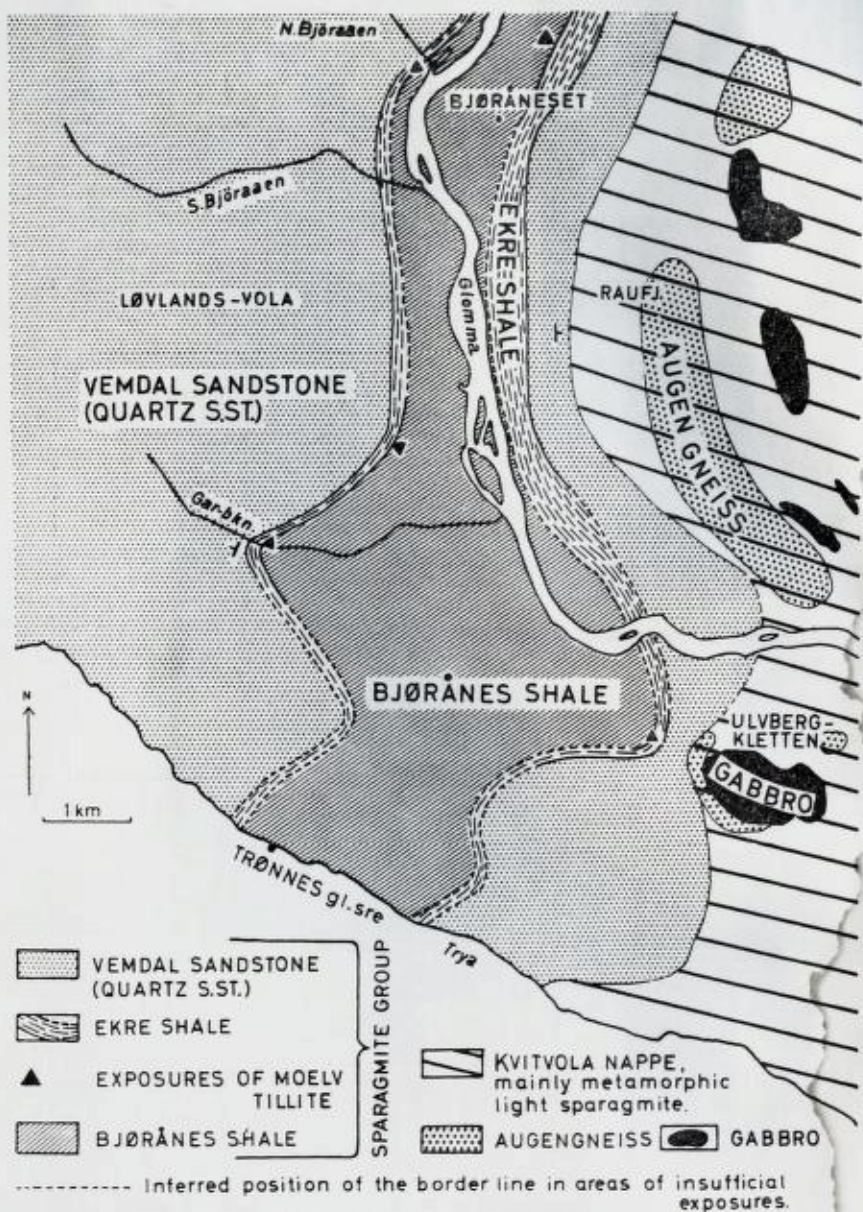 N. Björaaen
BJØRÅNESET
S. Björaaen
EKRE-SHALE
Glomma
RAUFJ.
LØVLANDS-VOLA
AUGEN GNEISS
VEMDAL SANDSTONE
(QUARTZ S.ST.)
Gar-bkn.
BJØRÅNES SHALE
N
ULVBERG-
KLETTEN
GABBRO
1 km
TRØNNES gl. sre
Trya
VEMDAL SANDSTONE
(QUARTZ S.ST.)
EKRE SHALE
EXPOSURES OF MOELV
TILLITE
BJØRÅNES SHALE
SPARAGMITE GROUP
KVITVOLA NAPPE,
mainly metamorphic
light sparagmite.
AUGENGNEISS
GABBRO
Inferred position of the border line in areas of insufficial
exposures.